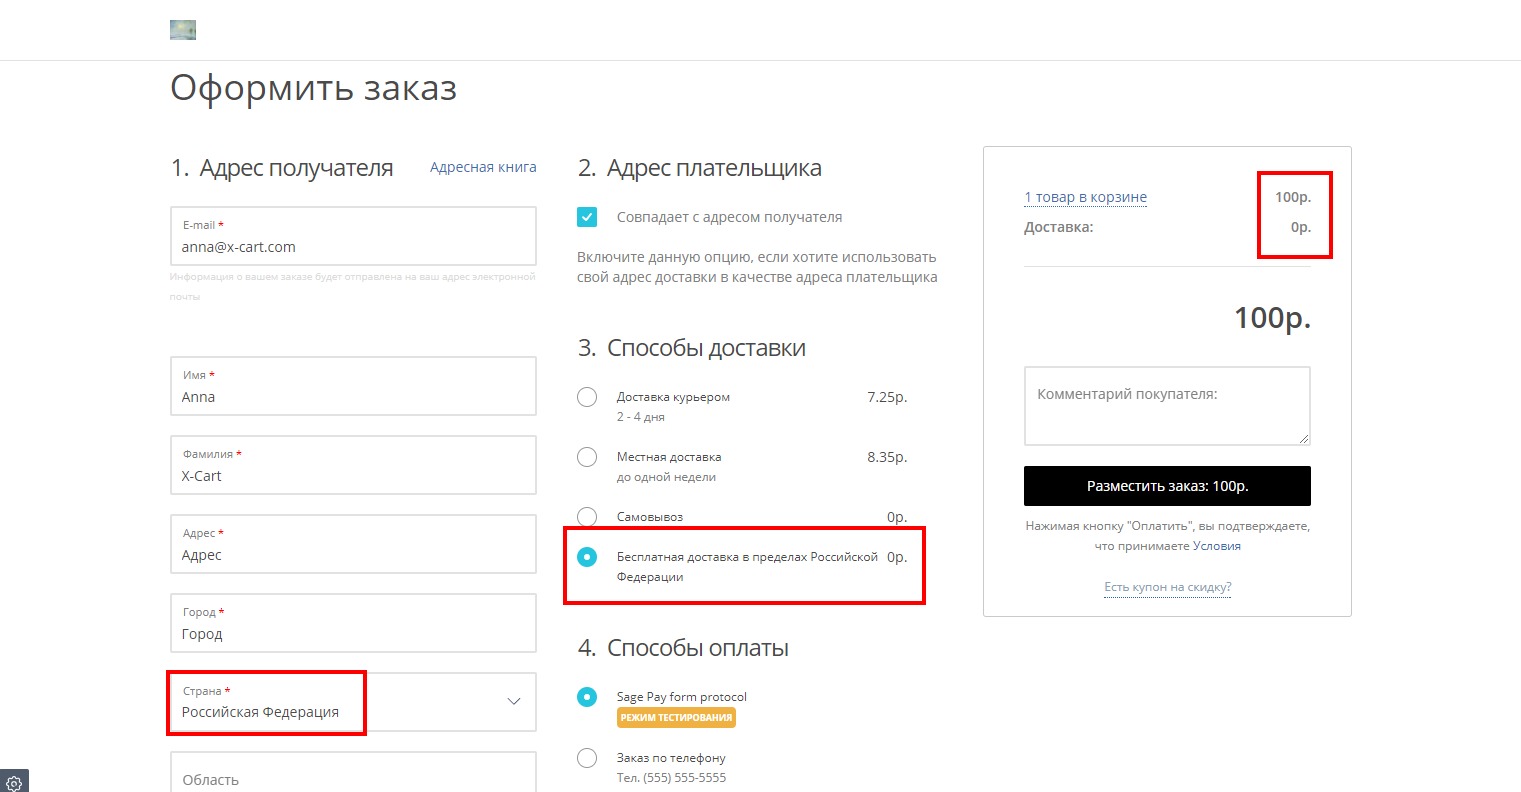 Оформить заказ
1. Адрес получателя
Адресная книга
E-mail *
anna@x-cart.com
Информация о вашем заказе будет отправлена на ваш адрес электронной
почты
Имя *
Anna
Фамилия *
X-Cart
Адрес *
Адрес
Город *
Город
Страна *
Российская Федерация
Область
2. Адрес плательщика
Совпадает с адресом получателя
Включите данную опцию, если хотите использовать
свой адрес доставки в качестве адреса плательщика
3. Способы доставки
Доставка курьером 7.25р.
2 - 4 дня
Местная доставка 8.35р.
до одной недели
Самовывоз 0р.
Бесплатная доставка в пределах Российской 0р.
Федерации
4. Способы оплаты
Sage Pay form protocol
РЕЖИМ ТЕСТИРОВАНИЯ
Заказ по телефону
Тел. (555) 555-5555
1 товар в корзине 100р.
Доставка: 0р.
100р.
Комментарий покупателя:
Разместить заказ: 100р.
Нажимая кнопку "Оплатить", вы подтверждаете,
что принимаете Условия
Есть купон на скидку?